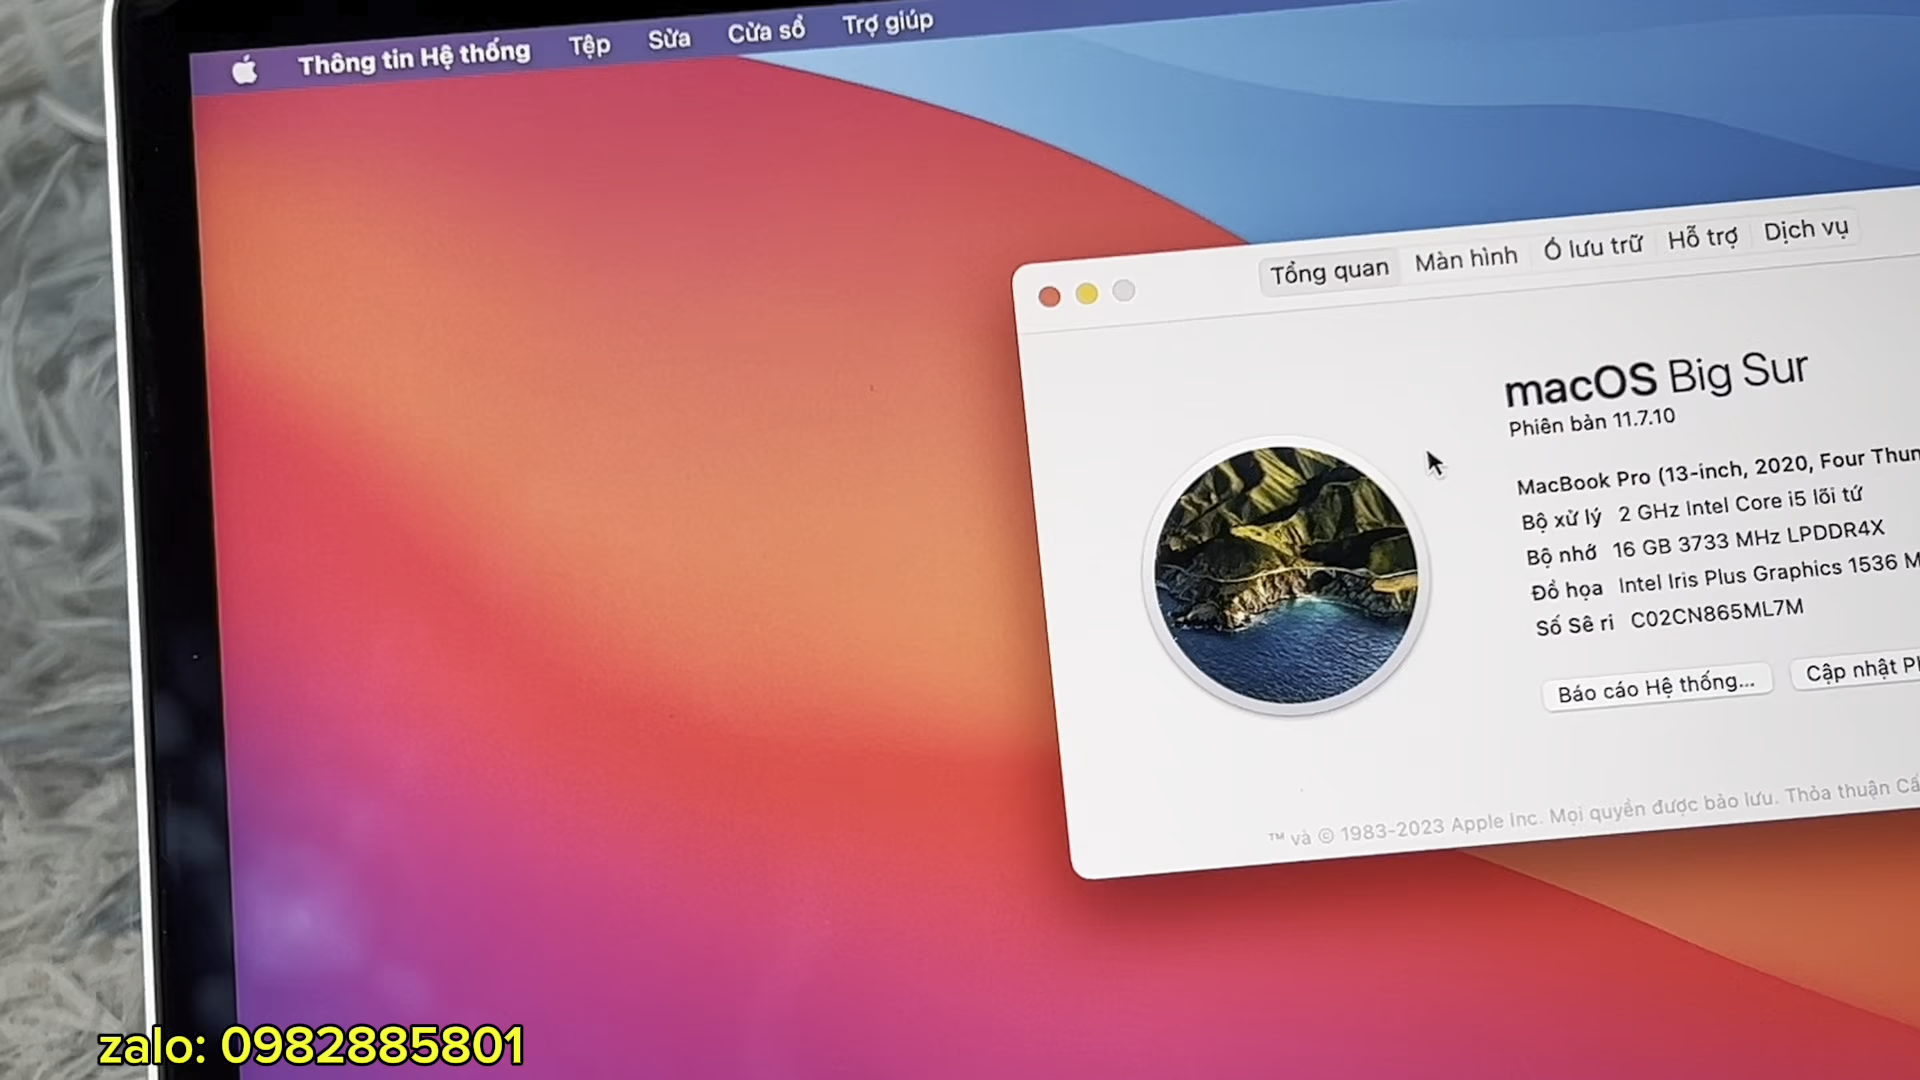 Thông tin Hệ thống Tệp Sửa Cửa sổ Trợ giúp
Tổng quan Màn hình Ổ lưu trữ Hỗ trợ Dịch vụ
macOS Big Sur
Phiên bản 11.7.10
MacBook Pro (13-inch, 2020, Four Thun
Bộ xử lý 2 GHz Intel Core i5 lõi tứ
Bộ nhớ 16 GB 3733 MHz LPDDR4X
Đồ họa Intel Iris Plus Graphics 1536 M
Số Sê ri C02CN865ML7M
Báo cáo Hệ thống... Cập nhật Ph
™ và © 1983-2023 Apple Inc. Mọi quyền được bảo lưu. Thỏa thuận Cấ
zalo: 0982885801